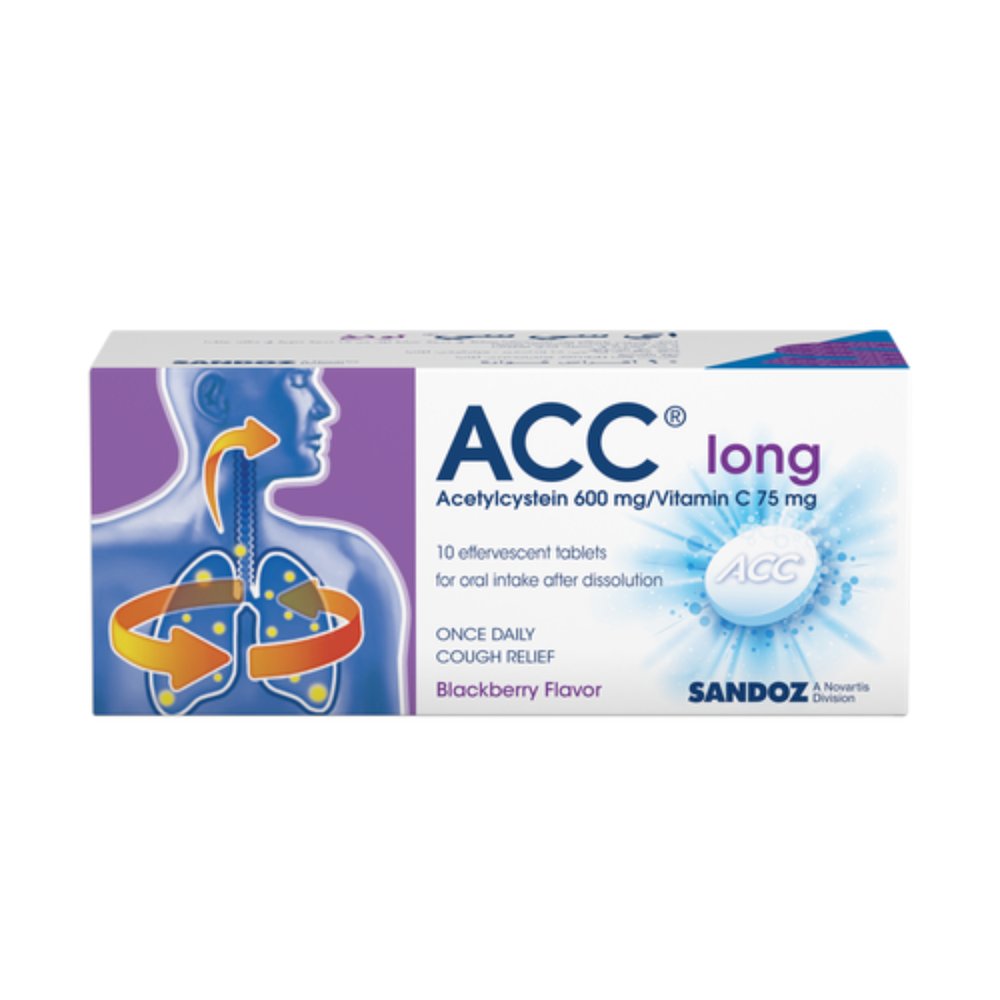 SANDOZ
ACC® long
Acetylcystein 600 mg/Vitamin C 75 mg
10 effervescent tablets
for oral intake after dissolution
ACC
ONCE DAILY
COUGH RELIEF
Blackberry Flavor
SANDOZ A Novartis
Division